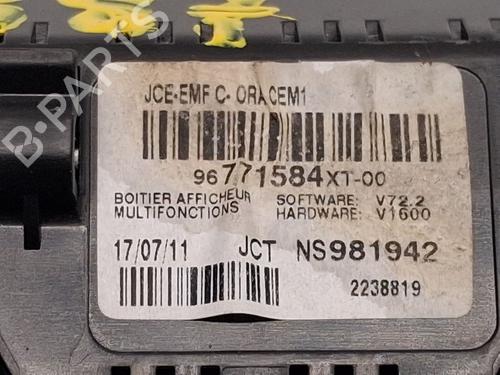 JCE-EMF C- ORACEM1
96771584XT-00
BOITIER AFFICHEUR SOFTWARE: V72.2
MULTIFONCTIONS HARDWARE: V1600
17/07/11 JCT NS981942
2238819
B-PARTS